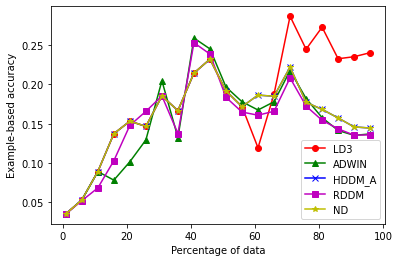 Example-based accuracy
0.25
0.20
0.15
0.10
0.05
0
20
40
60
80
100
Percentage of data
LD3
ADWIN
HDDM_A
RDDM
ND